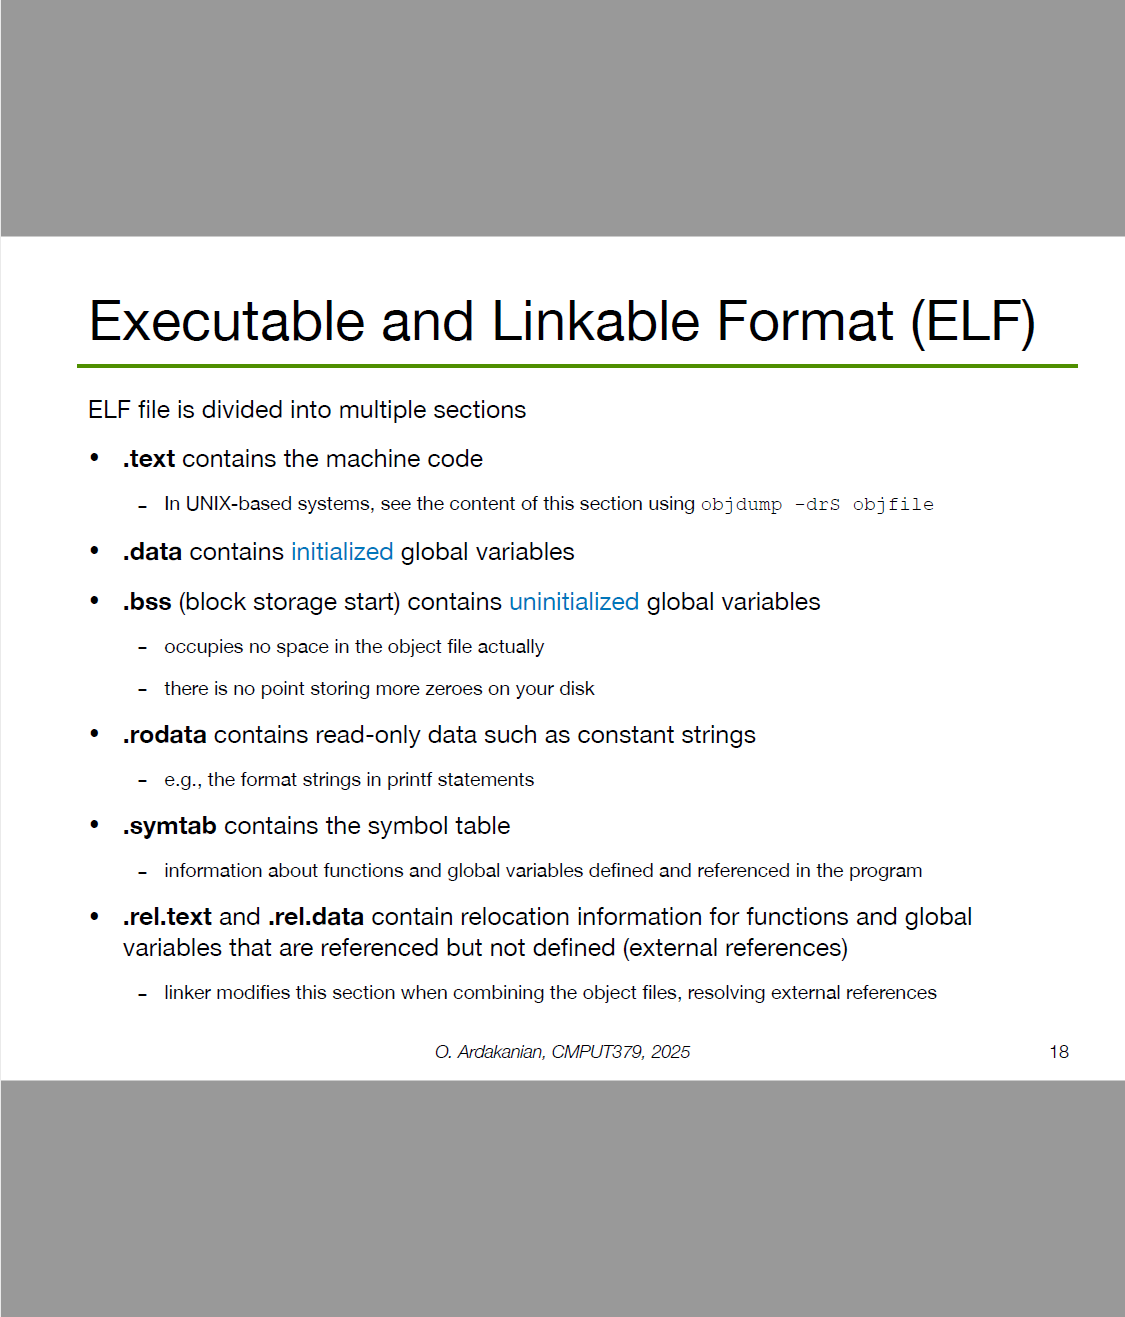 Executable and Linkable Format (ELF)
ELF file is divided into multiple sections
• .text contains the machine code
– In UNIX-based systems, see the content of this section using objdump -drS objfile
• .data contains initialized global variables
• .bss (block storage start) contains uninitialized global variables
– occupies no space in the object file actually
– there is no point storing more zeroes on your disk
• .rodata contains read-only data such as constant strings
– e.g., the format strings in printf statements
• .symtab contains the symbol table
– information about functions and global variables defined and referenced in the program
• .rel.text and .rel.data contain relocation information for functions and global
variables that are referenced but not defined (external references)
– linker modifies this section when combining the object files, resolving external references
O. Ardakanian, CMPUT379, 2025
18